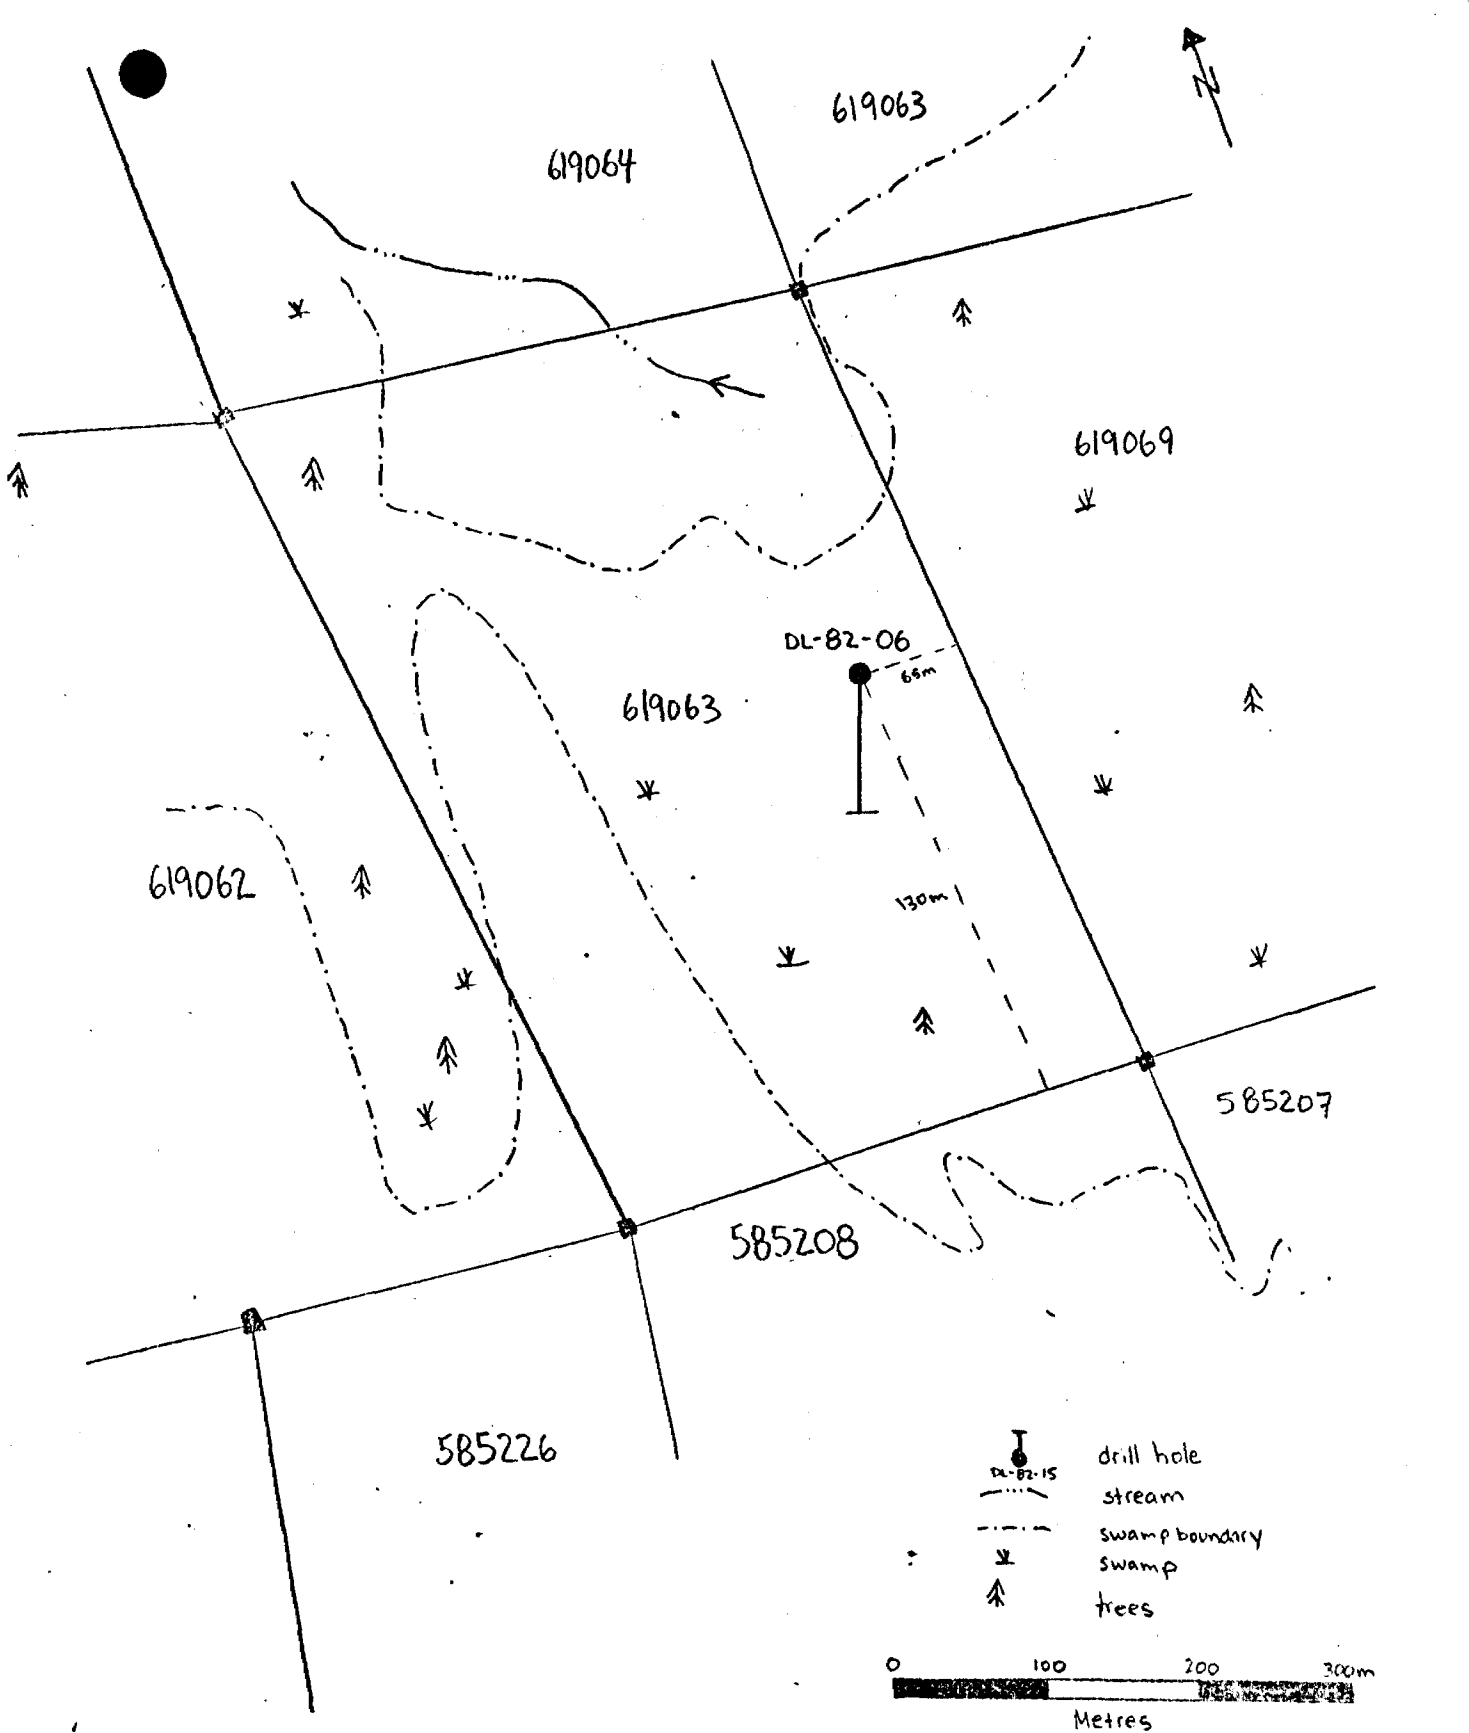 619063
N
619064
619069
DL-82-06
65m
619063
619062
130m
585207
585208
585226
DL-82-15
drill hole
stream
swamp boundary
swamp
trees
0 100 200 300m
Metres